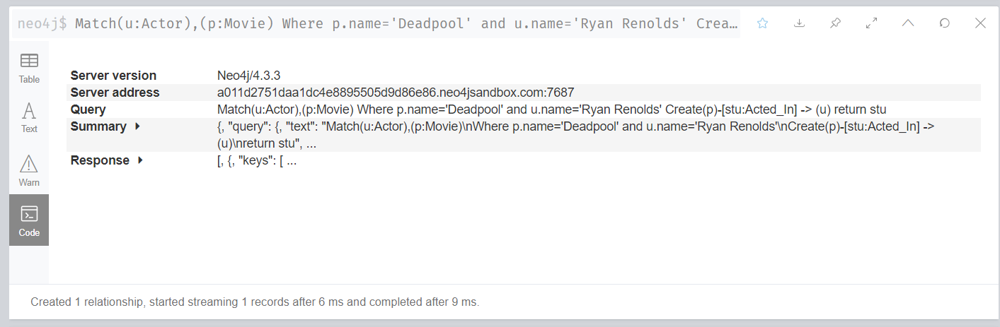 neo4j$ Match(u:Actor),(p:Movie) Where p.name='Deadpool' and u.name='Ryan Renolds' Crea…
Table
Text
Warn
Code
Server version Neo4j/4.3.3
Server address a011d2751daa1dc4e8895505d9d86e86.neo4jsandbox.com:7687
Query Match(u:Actor),(p:Movie) Where p.name='Deadpool' and u.name='Ryan Renolds' Create(p)-[stu:Acted_In] -> (u) return stu
Summary {, "query": {, "text": "Match(u:Actor),(p:Movie)\nWhere p.name='Deadpool' and u.name='Ryan Renolds'\nCreate(p)-[stu:Acted_In] ->
(u)\nreturn stu", ...
Response [, {, "keys": [ ...
Created 1 relationship, started streaming 1 records after 6 ms and completed after 9 ms.